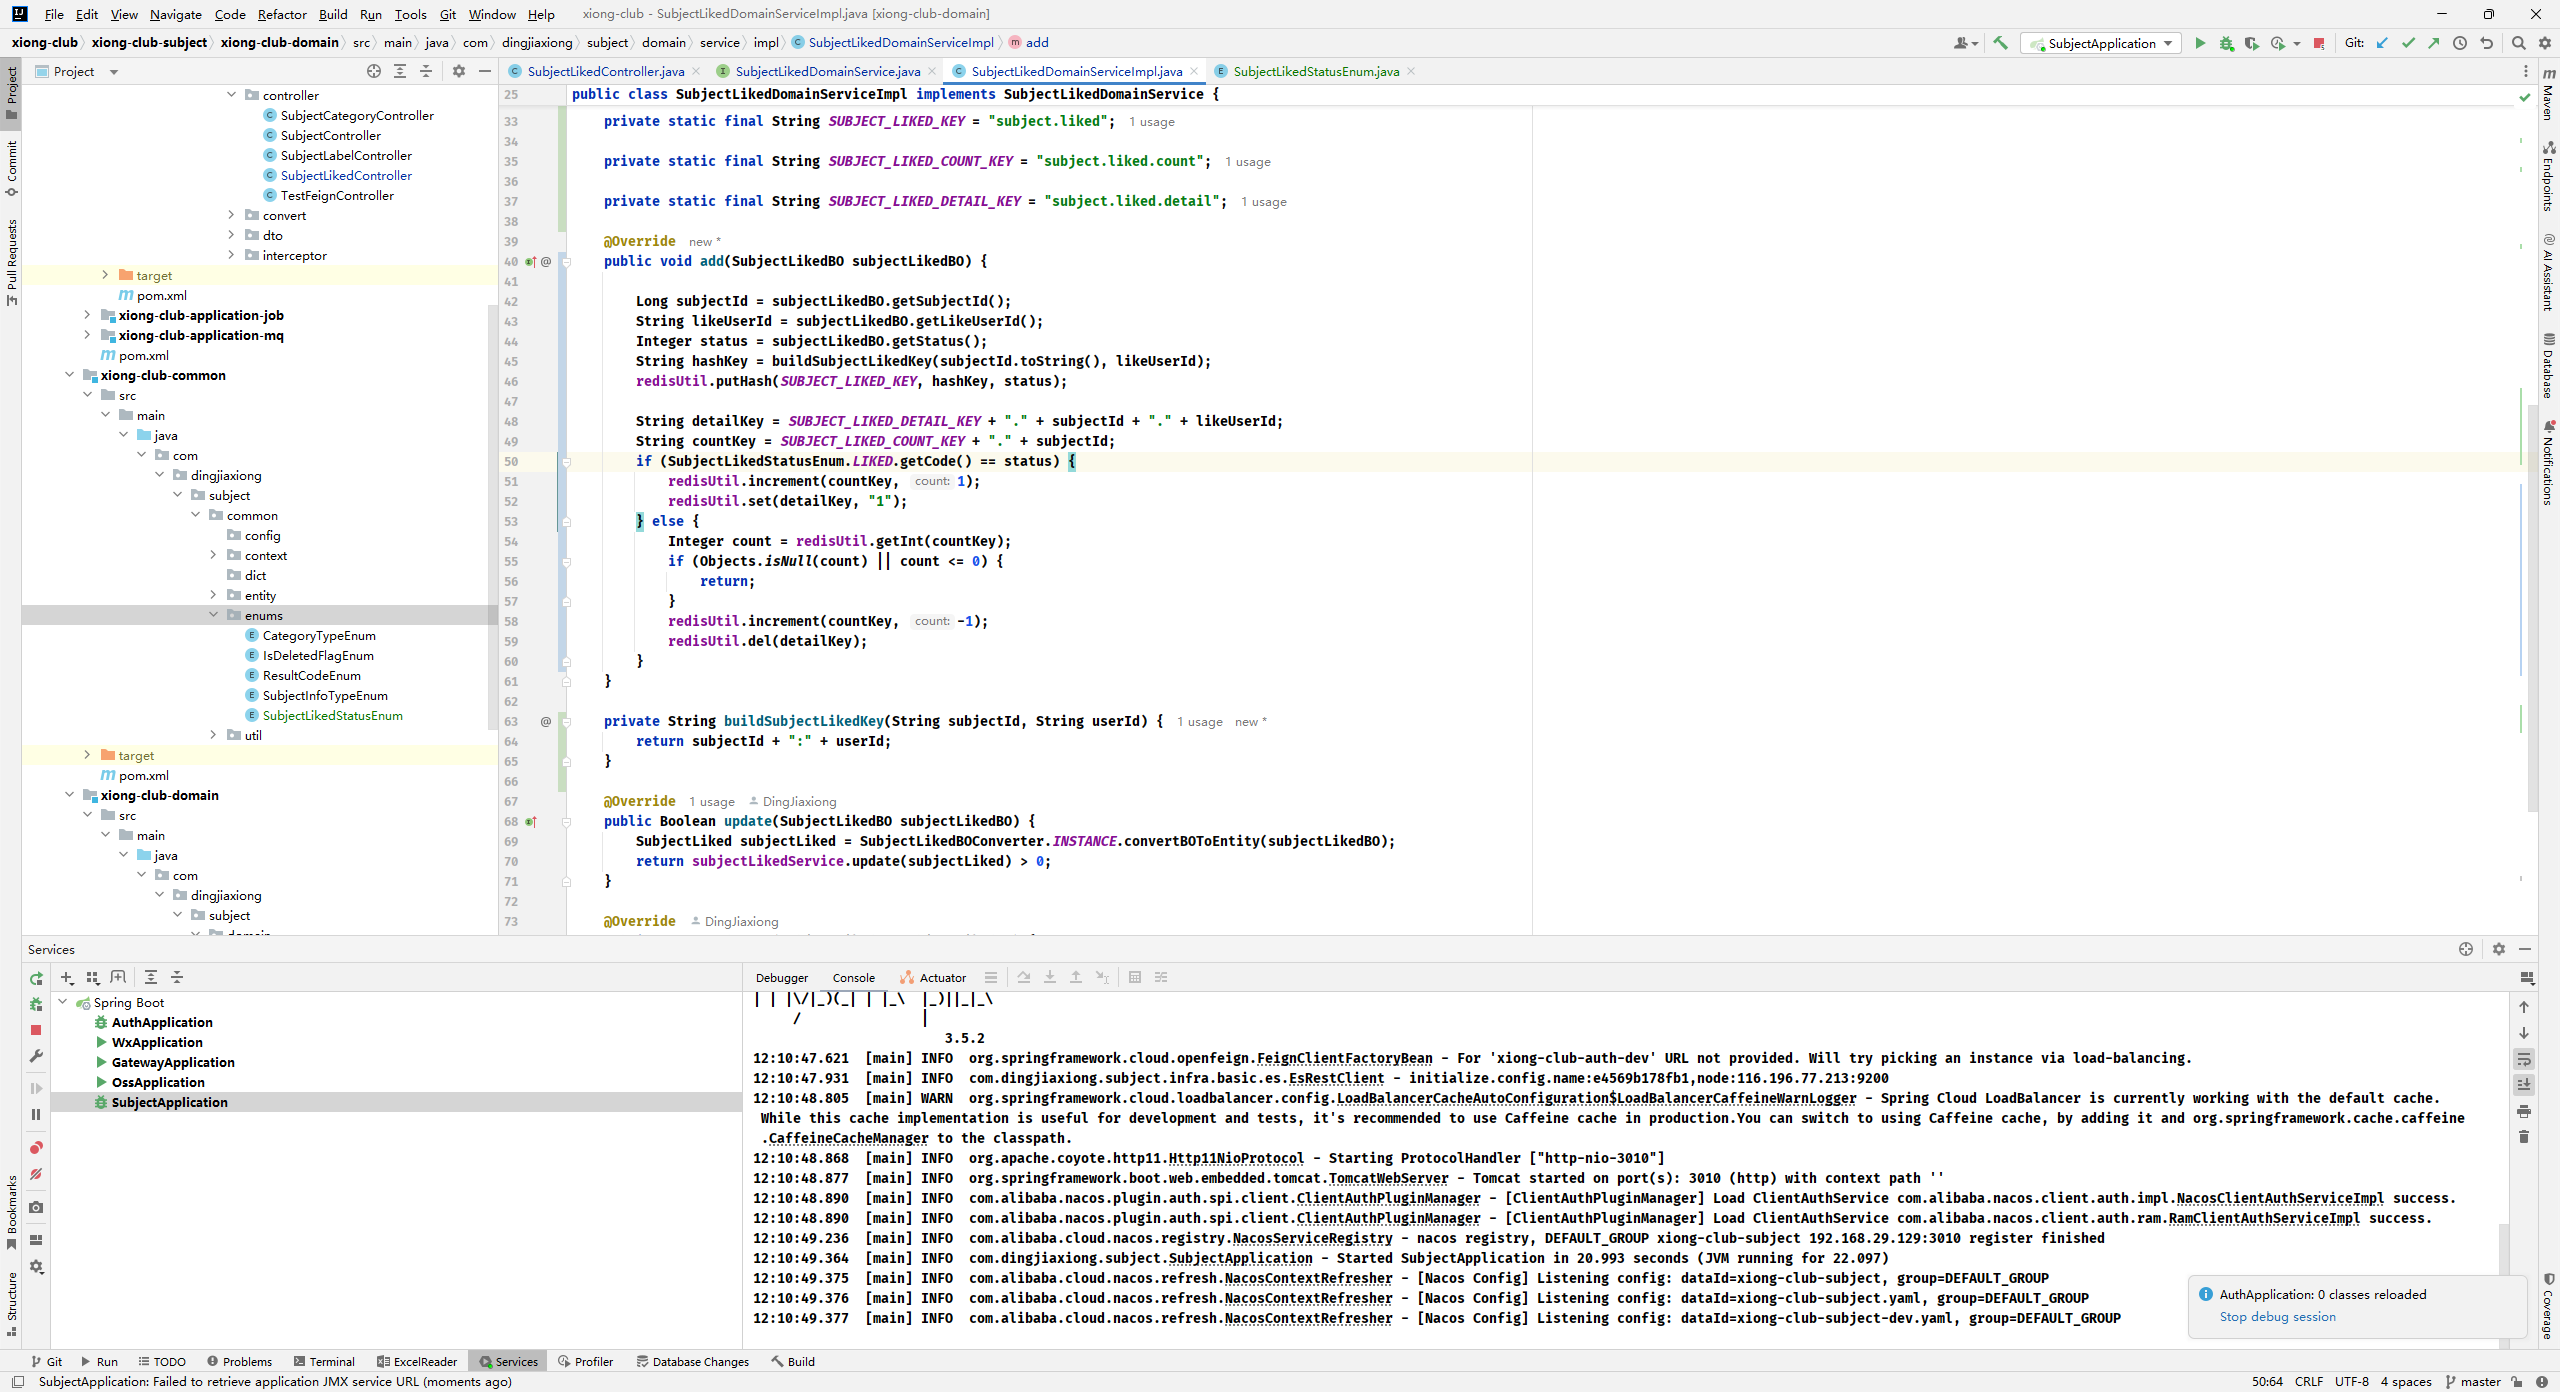 File Edit View Navigate Code Refactor Build Run Tools Git Window Help xiong-club - SubjectLikedDomainServiceImpl.java [xiong-club-domain]
xiong-club xiong-club-subject xiong-club-domain src main java com dingjiaxiong subject domain service impl SubjectLikedDomainServiceImpl add SubjectApplication Git:
Project
SubjectLikedController.java SubjectLikedDomainService.java SubjectLikedDomainServiceImpl.java SubjectLikedStatusEnum.java
Project
Commit
Pull Requests
Bookmarks
Structure
controller
SubjectCategoryController
SubjectController
SubjectLabelController
SubjectLikedController
TestFeignController
convert
dto
interceptor
target
pom.xml
xiong-club-application-job
xiong-club-application-mq
pom.xml
xiong-club-common
src
main
java
com
dingjiaxiong
subject
common
config
context
dict
entity
enums
CategoryTypeEnum
IsDeletedFlagEnum
ResultCodeEnum
SubjectInfoTypeEnum
SubjectLikedStatusEnum
util
target
pom.xml
xiong-club-domain
src
main
java
com
dingjiaxiong
subject
domain
25 public class SubjectLikedDomainServiceImpl implements SubjectLikedDomainService {
33 private static final String SUBJECT_LIKED_KEY = "subject.liked"; 1 usage
34
35 private static final String SUBJECT_LIKED_COUNT_KEY = "subject.liked.count"; 1 usage
36
37 private static final String SUBJECT_LIKED_DETAIL_KEY = "subject.liked.detail"; 1 usage
38
39 @Override new *
40 @ public void add(SubjectLikedBO subjectLikedBO) {
41
42 Long subjectId = subjectLikedBO.getSubjectId();
43 String likeUserId = subjectLikedBO.getLikeUserId();
44 Integer status = subjectLikedBO.getStatus();
45 String hashKey = buildSubjectLikedKey(subjectId.toString(), likeUserId);
46 redisUtil.putHash(SUBJECT_LIKED_KEY, hashKey, status);
47
48 String detailKey = SUBJECT_LIKED_DETAIL_KEY + "." + subjectId + "." + likeUserId;
49 String countKey = SUBJECT_LIKED_COUNT_KEY + "." + subjectId;
50 if (SubjectLikedStatusEnum.LIKED.getCode() == status) {
51 redisUtil.increment(countKey, count: 1);
52 redisUtil.set(detailKey, "1");
53 } else {
54 Integer count = redisUtil.getInt(countKey);
55 if (Objects.isNull(count) || count <= 0) {
56 return;
57 }
58 redisUtil.increment(countKey, count: -1);
59 redisUtil.del(detailKey);
60 }
61 }
62
63 @ private String buildSubjectLikedKey(String subjectId, String userId) { 1 usage new *
64 return subjectId + ":" + userId;
65 }
66
67 @Override 1 usage DingJiaxiong
68 public Boolean update(SubjectLikedBO subjectLikedBO) {
69 SubjectLiked subjectLiked = SubjectLikedBOConverter.INSTANCE.convertBOToEntity(subjectLikedBO);
70 return subjectLikedService.update(subjectLiked) > 0;
71 }
72
73 @Override DingJiaxiong
Maven
Endpoints
AI Assistant
Database
Notifications
Coverage
Services
Spring Boot
AuthApplication
WxApplication
GatewayApplication
OssApplication
SubjectApplication
Debugger Console Actuator
| | |\/|_)(_| | |_\  |_)||_|_\
/ |
3.5.2
12:10:47.621 [main] INFO org.springframework.cloud.openfeign.FeignClientFactoryBean - For 'xiong-club-auth-dev' URL not provided. Will try picking an instance via load-balancing.
12:10:47.931 [main] INFO com.dingjiaxiong.subject.infra.basic.es.EsRestClient - initialize.config.name:e4569b178fb1,node:116.196.77.213:9200
12:10:48.805 [main] WARN org.springframework.cloud.loadbalancer.config.LoadBalancerCacheAutoConfiguration$LoadBalancerCaffeineWarnLogger - Spring Cloud LoadBalancer is currently working with the default cache.
While this cache implementation is useful for development and tests, it's recommended to use Caffeine cache in production.You can switch to using Caffeine cache, by adding it and org.springframework.cache.caffeine
.CaffeineCacheManager to the classpath.
12:10:48.868 [main] INFO org.apache.coyote.http11.Http11NioProtocol - Starting ProtocolHandler ["http-nio-3010"]
12:10:48.877 [main] INFO org.springframework.boot.web.embedded.tomcat.TomcatWebServer - Tomcat started on port(s): 3010 (http) with context path ''
12:10:48.890 [main] INFO com.alibaba.nacos.plugin.auth.spi.client.ClientAuthPluginManager - [ClientAuthPluginManager] Load ClientAuthService com.alibaba.nacos.client.auth.impl.NacosClientAuthServiceImpl success.
12:10:48.890 [main] INFO com.alibaba.nacos.plugin.auth.spi.client.ClientAuthPluginManager - [ClientAuthPluginManager] Load ClientAuthService com.alibaba.nacos.client.auth.ram.RamClientAuthServiceImpl success.
12:10:49.236 [main] INFO com.alibaba.cloud.nacos.registry.NacosServiceRegistry - nacos registry, DEFAULT_GROUP xiong-club-subject 192.168.29.129:3010 register finished
12:10:49.364 [main] INFO com.dingjiaxiong.subject.SubjectApplication - Started SubjectApplication in 20.993 seconds (JVM running for 22.097)
12:10:49.375 [main] INFO com.alibaba.cloud.nacos.refresh.NacosContextRefresher - [Nacos Config] Listening config: dataId=xiong-club-subject, group=DEFAULT_GROUP
12:10:49.376 [main] INFO com.alibaba.cloud.nacos.refresh.NacosContextRefresher - [Nacos Config] Listening config: dataId=xiong-club-subject.yaml, group=DEFAULT_GROUP
12:10:49.377 [main] INFO com.alibaba.cloud.nacos.refresh.NacosContextRefresher - [Nacos Config] Listening config: dataId=xiong-club-subject-dev.yaml, group=DEFAULT_GROUP
AuthApplication: 0 classes reloaded
Stop debug session
Git Run TODO Problems Terminal ExcelReader Services Profiler Database Changes Build
SubjectApplication: Failed to retrieve application JMX service URL (moments ago) 50:64 CRLF UTF-8 4 spaces master